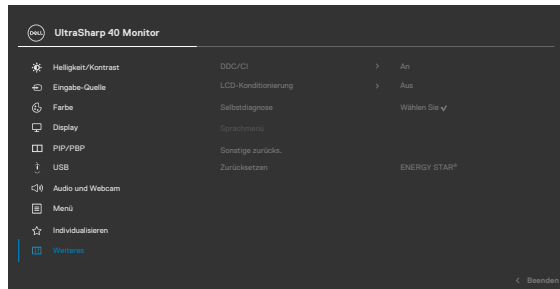 DELL UltraSharp 40 Monitor
Helligkeit/Kontrast DDC/CI > An
Eingabe-Quelle LCD-Konditionierung > Aus
Farbe Selbstdiagnose Wählen Sie ✓
Display Sprachmenü
PIP/PBP Sonstige zurücks.
USB Zurücksetzen ENERGY STAR®
Audio und Webcam
Menü
Individualisieren
Weiteres
< Beenden